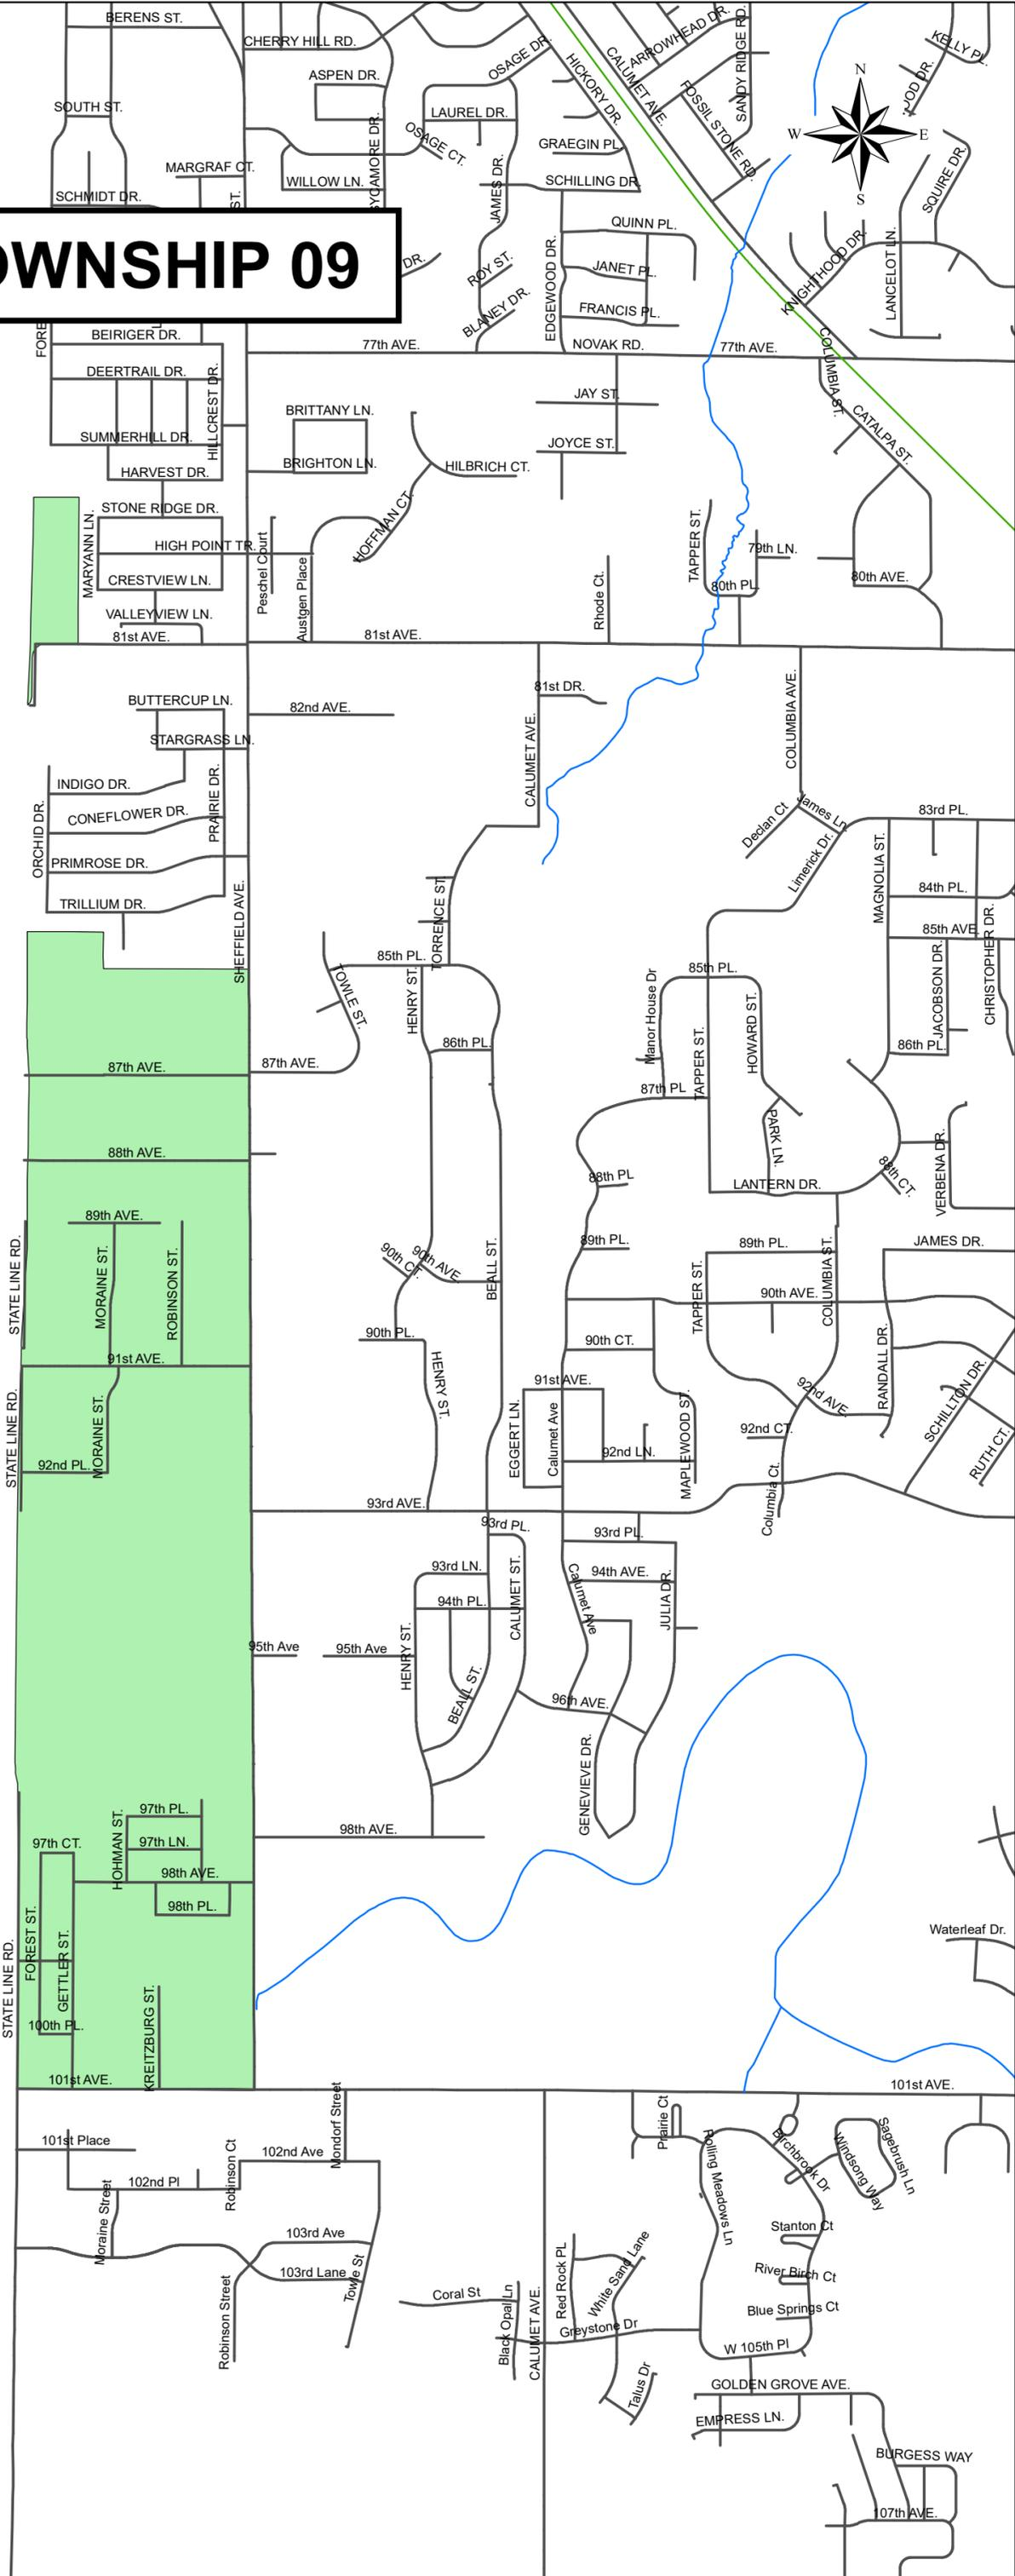 BERENS ST.
CHERRY HILL RD.
OSAGE DR.
ARROWHEAD DR.
SANDY RIDGE RD.
KELLY PL.
HICKORY DR.
CALUMET AVE.
FOSSIL STONE RD.
ASPEN DR.
SOUTH ST.
LAUREL DR.
OSAGE CT.
GRAEGIN PL.
SYCAMORE DR.
JAMES DR.
MARGRAF CT.
WILLOW LN.
SCHILLING DR.
SCHMIDT DR.
ST.
N
W
E
S
OOD DR.
SQUIRE DR.
LANCELOT LN.
KNIGHTHOOD DR.
OWNSHIP 09
DR.
QUINN PL.
JANET PL.
FRANCIS PL.
EDGEWOOD DR.
ROY ST.
BLANEY DR.
FORE
BEIRIGER DR.
77th AVE.
NOVAK RD.
77th AVE.
COLUMBIA ST.
CATALPA ST.
DEERTRAIL DR.
HILLCREST DR.
SUMMERHILL DR.
HARVEST DR.
BRITTANY LN.
BRIGHTON LN.
HILBRICH CT.
HOFFMAN CT.
JAY ST.
JOYCE ST.
STONE RIDGE DR.
MARYANN LN.
HIGH POINT TR.
CRESTVIEW LN.
VALLEYVIEW LN.
Peschel Court
Austgen Place
Rhode Ct.
TAPPER ST.
79th LN.
80th PL.
80th AVE.
81st AVE.
81st AVE.
BUTTERCUP LN.
82nd AVE.
81st DR.
CALUMET AVE.
COLUMBIA AVE.
STARGRASS LN.
INDIGO DR.
CONEFLOWER DR.
PRAIRIE DR.
ORCHID DR.
PRIMROSE DR.
TRILLIUM DR.
SHEFFIELD AVE.
Declan Ct
James Ln
Limerick Dr.
83rd PL.
MAGNOLIA ST.
84th PL.
85th AVE.
CHRISTOPHER DR.
JACOBSON DR.
86th PL.
TORRENCE ST.
85th PL.
TOWLE ST.
HENRY ST.
86th PL.
85th PL.
Manor House Dr
TAPPER ST.
HOWARD ST.
87th AVE.
87th AVE.
87th PL
PARK LN.
88th AVE.
88th PL
LANTERN DR.
88th CT.
VERBENA DR.
89th AVE.
STATE LINE RD.
MORAINE ST.
ROBINSON ST.
90th CT.
90th AVE.
BEALL ST.
89th PL.
89th PL.
JAMES DR.
TAPPER ST.
90th AVE.
COLUMBIA ST.
90th PL.
90th CT.
RANDALL DR.
91st AVE.
HENRY ST.
91st AVE.
EGGERT LN.
Calumet Ave
MAPLEWOOD ST.
92nd AVE.
SCHILLTON DR.
RUTH CT.
STATE LINE RD.
MORAINE ST.
92nd PL.
92nd LN.
92nd CT.
Columbia Ct.
93rd AVE.
93rd PL.
93rd PL.
93rd LN.
CALUMET ST.
94th AVE.
Calumet Ave
94th PL.
JULIA DR.
HENRY ST.
95th Ave
95th Ave
BEALL ST.
96th AVE.
GENEVIEVE DR.
97th PL.
HOHMAN ST.
97th CT.
97th LN.
98th AVE.
98th AVE.
98th PL.
FOREST ST.
GETTLER ST.
STATE LINE RD.
KREITZBURG ST.
100th PL.
Waterleaf Dr.
101st AVE.
101st AVE.
101st Place
Mondorf Street
102nd Ave
Robinson Ct
102nd Pl
Moraine Street
103rd Ave
103rd Lane
Towle St
Robinson Street
Prairie Ct
Rolling Meadows Ln
Birchbrook Dr
Windsong Way
Sagebrush Ln
Stanton Ct
River Birch Ct
Blue Springs Ct
W 105th Pl
Coral St
Black Opal Ln
CALUMET AVE.
Red Rock PL
White Sand Lane
Greystone Dr
Talus Dr
GOLDEN GROVE AVE.
EMPRESS LN.
BURGESS WAY
107th AVE.